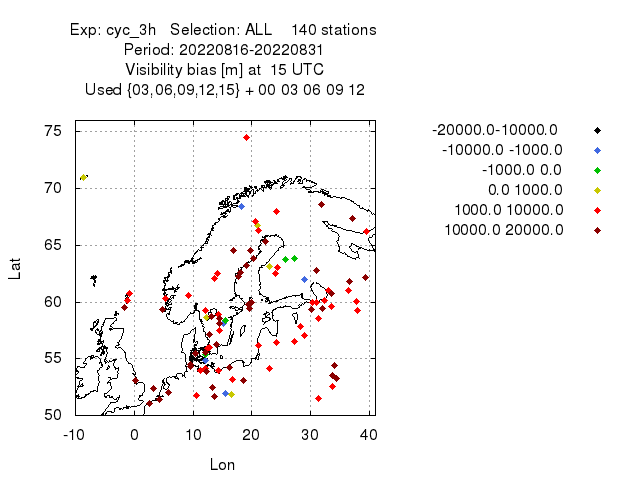 Exp: cyc_3h Selection: ALL 140 stations
Period: 20220816-20220831
Visibility bias [m] at 15 UTC
Used {03,06,09,12,15} + 00 03 06 09 12
-20000.0-10000.0
-10000.0 -1000.0
-1000.0 0.0
0.0 1000.0
1000.0 10000.0
10000.0 20000.0
75
70
65
60
55
50
Lat
-10 0 10 20 30 40
Lon